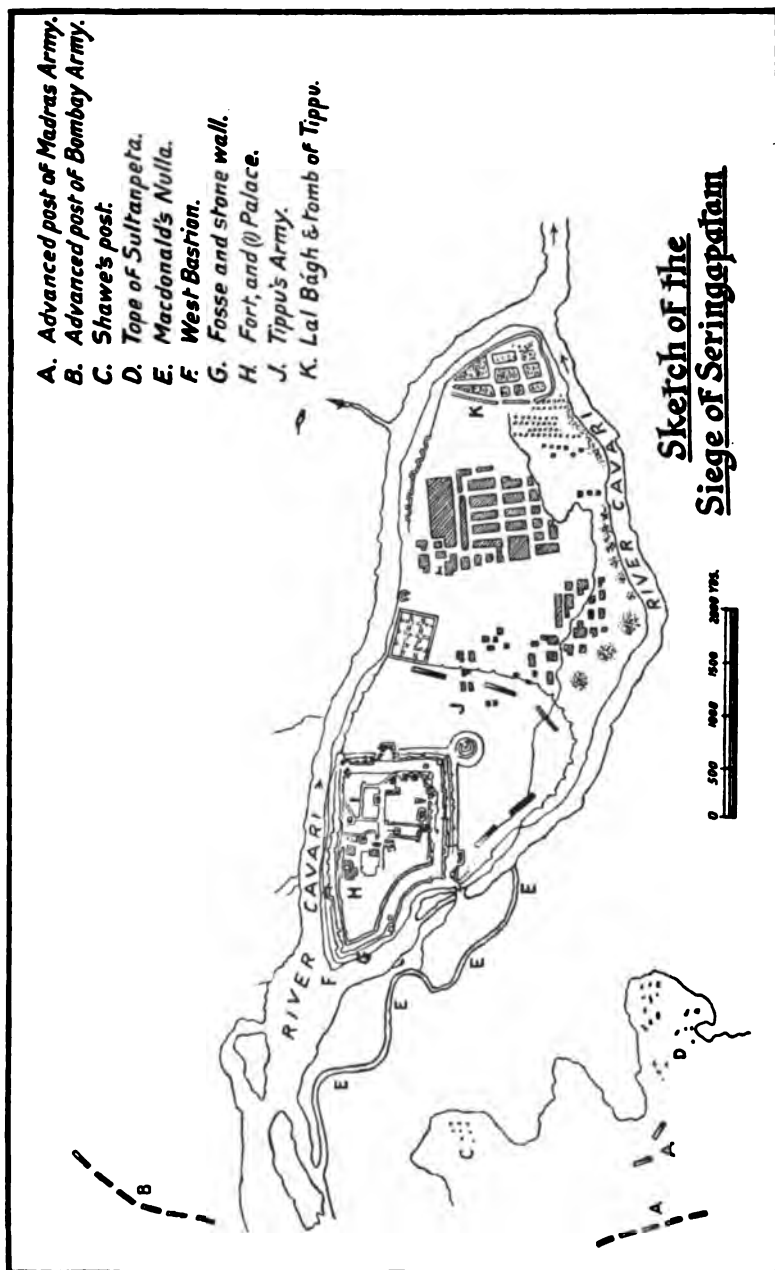 A. Advanced post of Madras Army.
B. Advanced post of Bombay Army.
C. Shawe's post.
D. Tope of Sultanpeta.
E. Macdonald's Nulla.
F. West Bastion.
G. Fosse and stone wall.
H. Fort, and (I) Palace.
J. Tippu's Army.
K. Lal Bágh & tomb of Tippu.
B
RIVER CAVARI
F
G
H
I
E
E
E
E
C
D
A
A
J
K
RIVER CAVARI
0 500 1000 1500 2000 YDS.
Sketch of the
Siege of Seringapatam